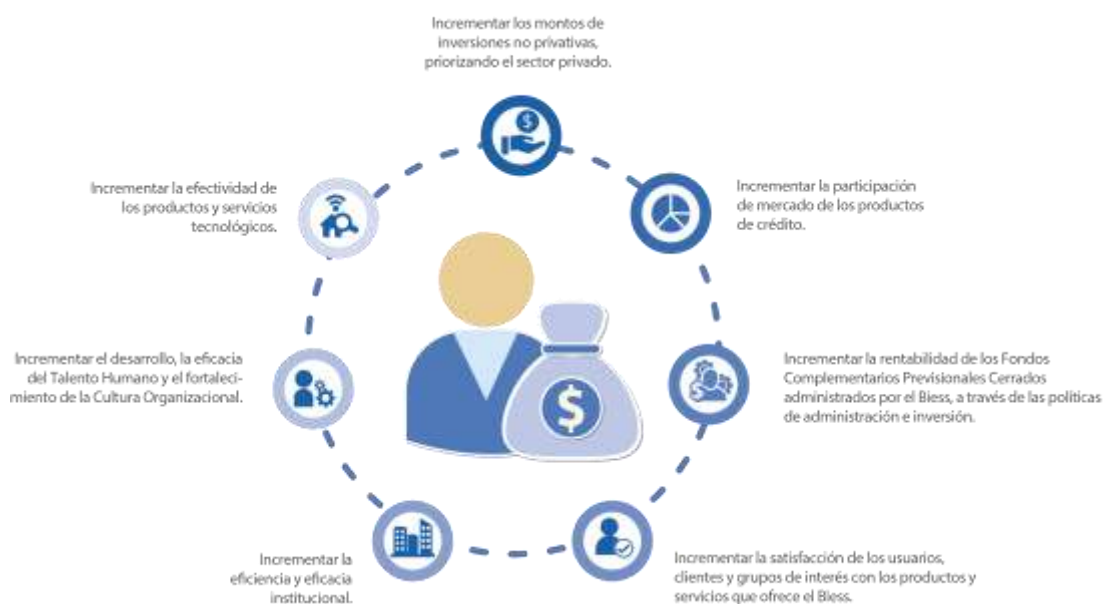 Incrementar los montos de
inversiones no privativas,
priorizando el sector privado.
Incrementar la participación
de mercado de los productos
de crédito.
Incrementar la rentabilidad de los Fondos
Complementarios Previsionales Cerrados
administrados por el Biess, a través de las políticas
de administración e inversión.
Incrementar la satisfacción de los usuarios,
clientes y grupos de interés con los productos y
servicios que ofrece el Biess.
Incrementar la
eficiencia y eficacia
institucional.
Incrementar el desarrollo, la eficacia
del Talento Humano y el fortaleci-
miento de la Cultura Organizacional.
Incrementar la efectividad de
los productos y servicios
tecnológicos.
$
$
$